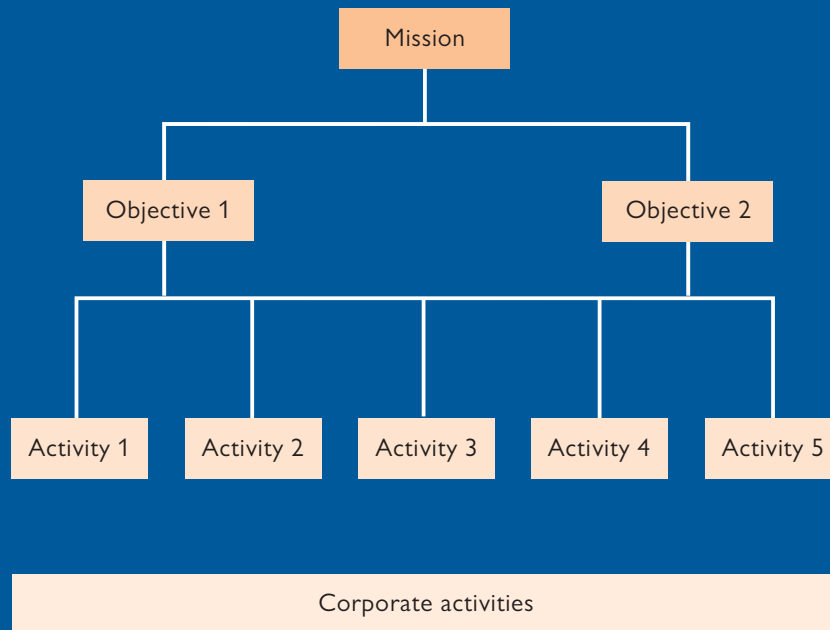 Mission
Objective 1
Objective 2
Activity 1
Activity 2
Activity 3
Activity 4
Activity 5
Corporate activities